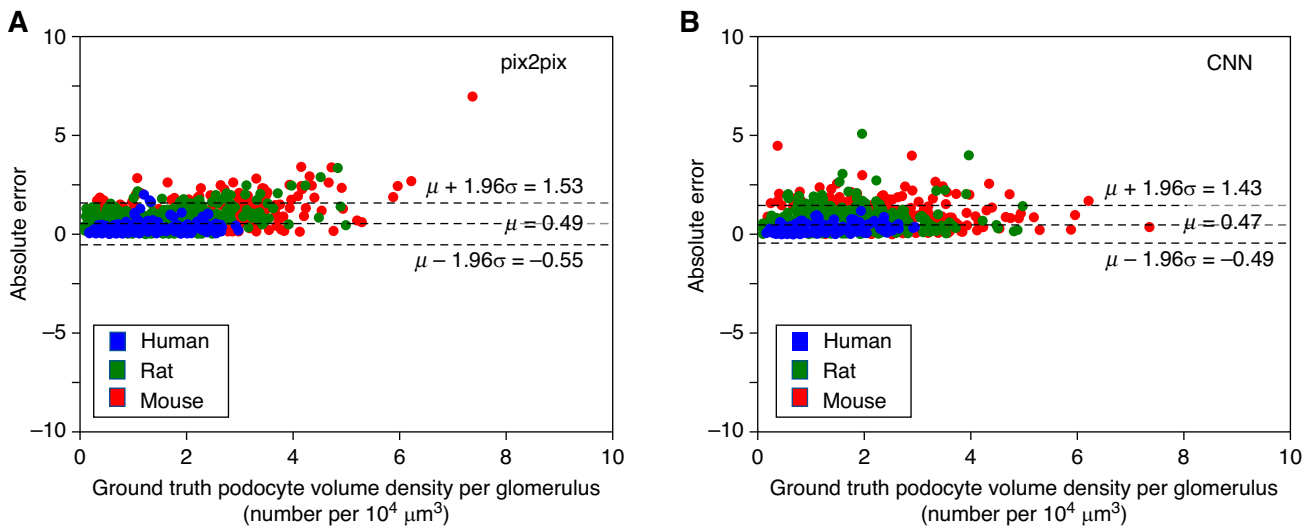 A
pix2pix
Absolute error
10
5
0
−5
−10
μ + 1.96σ = 1.53
μ = 0.49
μ − 1.96σ = −0.55
Human
Rat
Mouse
0 2 4 6 8 10
Ground truth podocyte volume density per glomerulus
(number per 10⁴ μm³)
B
CNN
Absolute error
10
5
0
−5
−10
μ + 1.96σ = 1.43
μ = 0.47
μ − 1.96σ = −0.49
Human
Rat
Mouse
0 2 4 6 8 10
Ground truth podocyte volume density per glomerulus
(number per 10⁴ μm³)